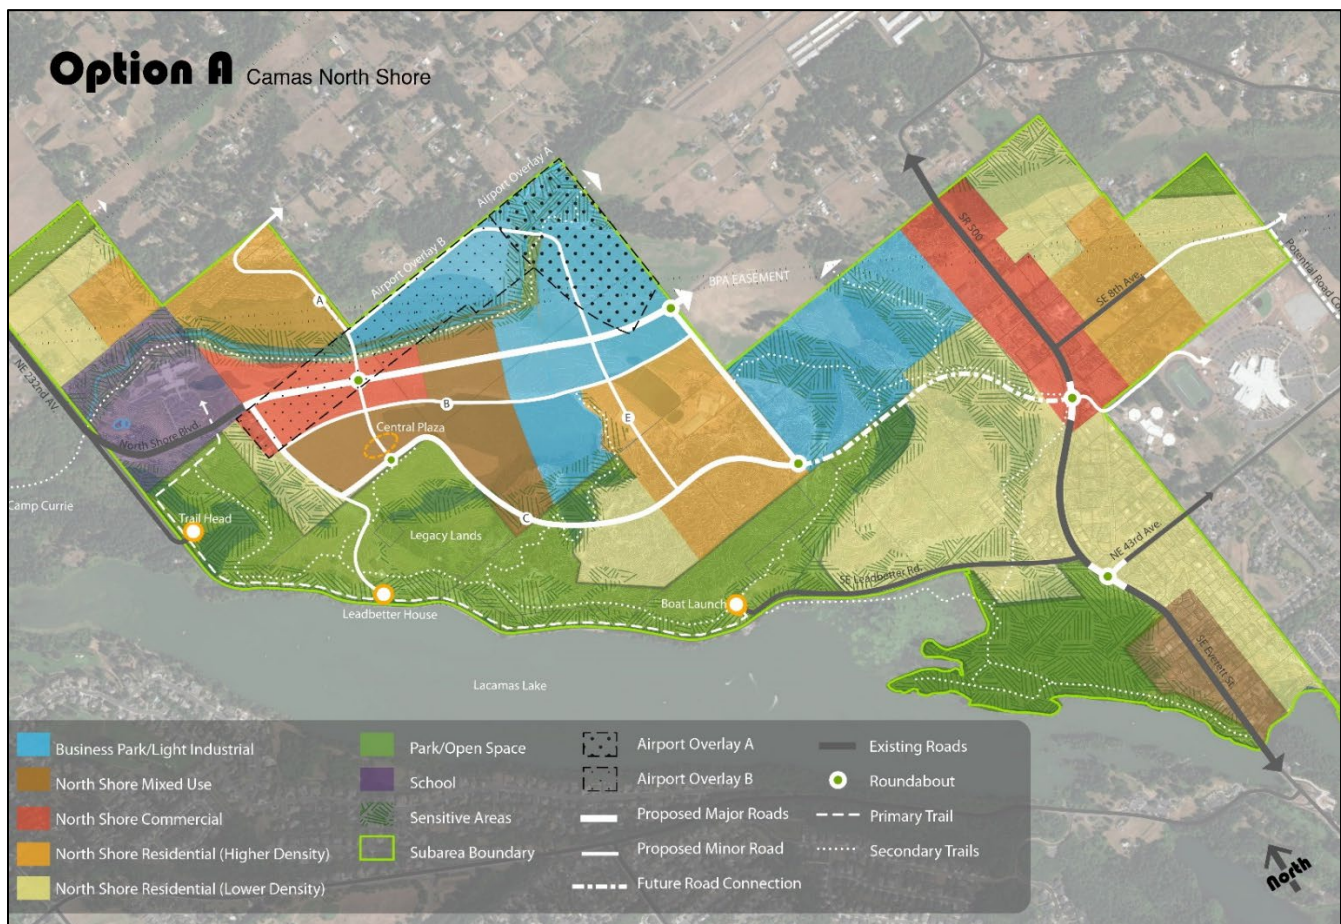 Option A Camas North Shore
Airport Overlay A
Airport Overlay B
SR 500
BPA EASEMENT
SE 8th Ave.
Potential Road
A
NE 232nd AV.
North Shore Blvd.
B
E
Central Plaza
Camp Currie
Trail Head
Legacy Lands
C
NE 43rd Ave.
SE Leadbetter Rd.
Leadbetter House
Boat Launch
SE Everett St.
Lacamas Lake
Business Park/Light Industrial
North Shore Mixed Use
North Shore Commercial
North Shore Residential (Higher Density)
North Shore Residential (Lower Density)
Park/Open Space
School
Sensitive Areas
Subarea Boundary
Airport Overlay A
Airport Overlay B
Proposed Major Roads
Proposed Minor Road
Future Road Connection
Existing Roads
Roundabout
Primary Trail
Secondary Trails
North